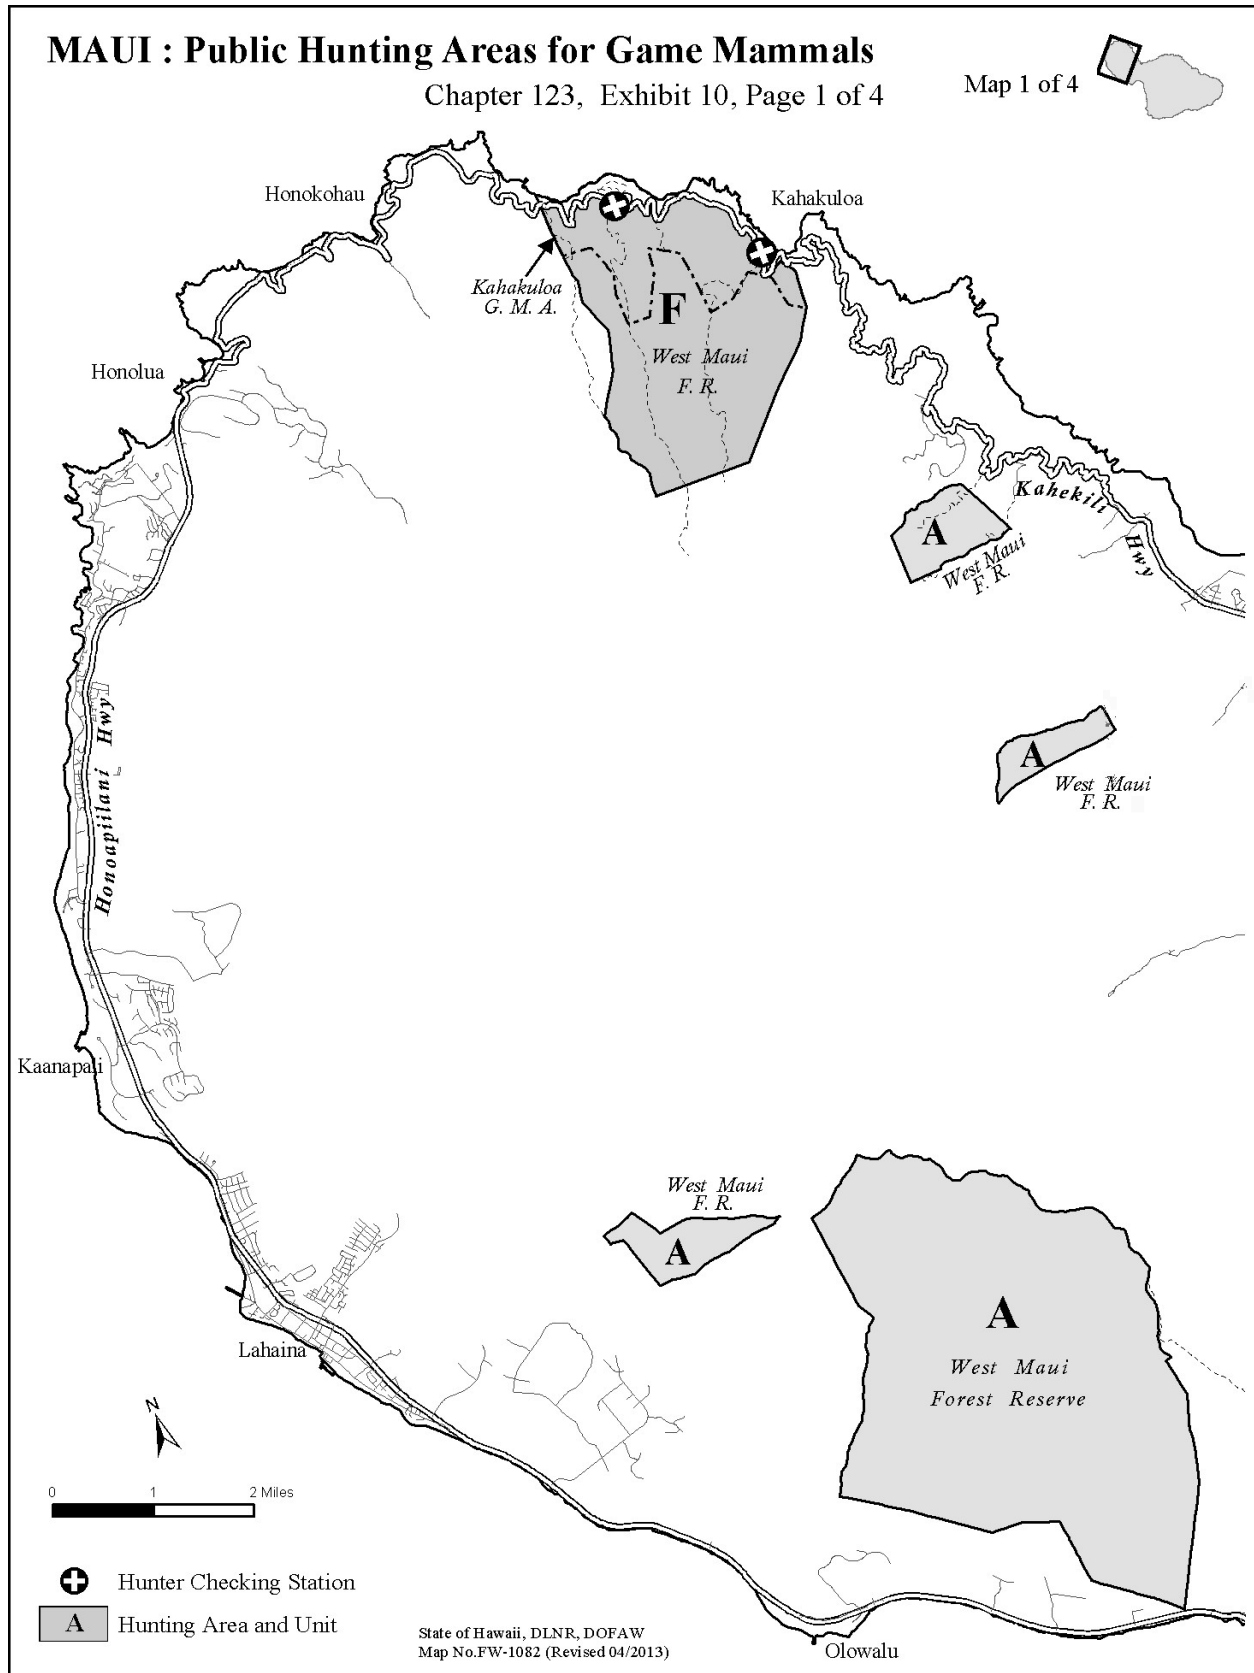 MAUI : Public Hunting Areas for Game Mammals
Chapter 123, Exhibit 10, Page 1 of 4
Map 1 of 4
Honokohau
Kahakuloa
Kahakuloa
G. M. A.
F
West Maui
F. R.
Honolua
Kahekili
Hwy
A
West Maui
F. R.
Honoapiilani Hwy
A
West Maui
F. R.
Kaanapali
West Maui
F. R.
A
A
West Maui
Forest Reserve
Lahaina
N
0 1 2 Miles
Hunter Checking Station
A Hunting Area and Unit
State of Hawaii, DLNR, DOFAW
Map No.FW-1082 (Revised 04/2013)
Olowalu